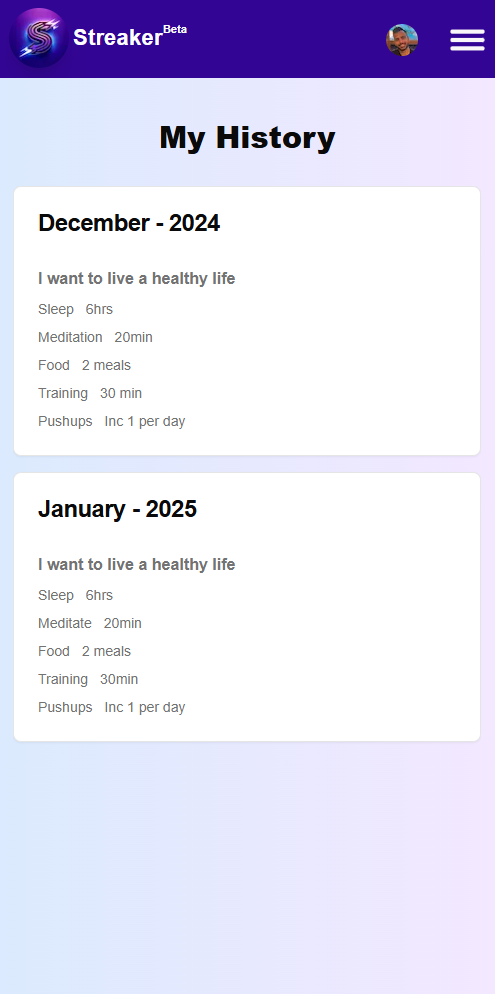 Streaker Beta
My History
December - 2024
I want to live a healthy life
Sleep 6hrs
Meditation 20min
Food 2 meals
Training 30 min
Pushups Inc 1 per day
January - 2025
I want to live a healthy life
Sleep 6hrs
Meditate 20min
Food 2 meals
Training 30min
Pushups Inc 1 per day